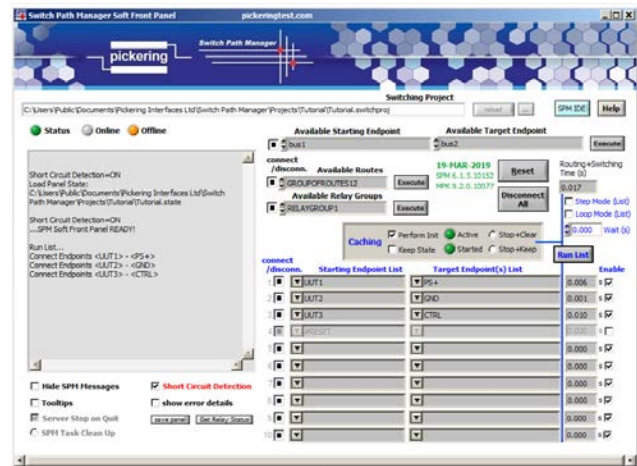 Switch Path Manager Soft Front Panel pickeringtest.com
pickering
Switch Path Manager
Switching Project
C:\Users\Public\Documents\Pickering Interfaces Ltd\Switch Path Manager\Projects\Tutorial\Tutorial.switchproj
reload
...
SPM IDE
Help
Status
Online
Offline
Available Starting Endpoint
Available Target Endpoint
bus1
bus2
Execute
connect
/disconn.
Available Routes
GROUPOFROUTES12
Execute
Available Relay Groups
RELAYGROUP1
Execute
19-MAR-2019
SPM 6.1.3.10152
MPK 9.2.0.10077
Reset
Disconnect
All
Routing+Switching
Time (s)
0.017
Step Mode (List)
Loop Mode (List)
0.000 Wait (s)
Short Circuit Detection=ON
Load Panel State:
C:\Users\Public\Documents\Pickering Interfaces Ltd\Switch
Path Manager\Projects\Tutorial\Tutorial.state
Short Circuit Detection=ON
...SPM Soft Front Panel READY!
Run List...
Connect Endpoints <UUT1> - <PS+>
Connect Endpoints <UUT2> - <GND>
Connect Endpoints <UUT3> - <CTRL>
Caching
Perform Init
Active
Stop+Clear
Keep State
Started
Stop+Keep
Run List
connect
/disconn.
Starting Endpoint List
Target Endpoint(s) List
Enable
1 UUT1 PS+ 0.006 s
2 UUT2 GND 0.001 s
3 UUT3 CTRL 0.010 s
4 #RESET 0.000 s
5 0.000 s
6 0.000 s
7 0.000 s
8 0.000 s
9 0.000 s
10 0.000 s
Hide SPM Messages
Short Circuit Detection
Tooltips
show error details
Server Stop on Quit
save panel
Get Relay Status
SPM Task Clean Up